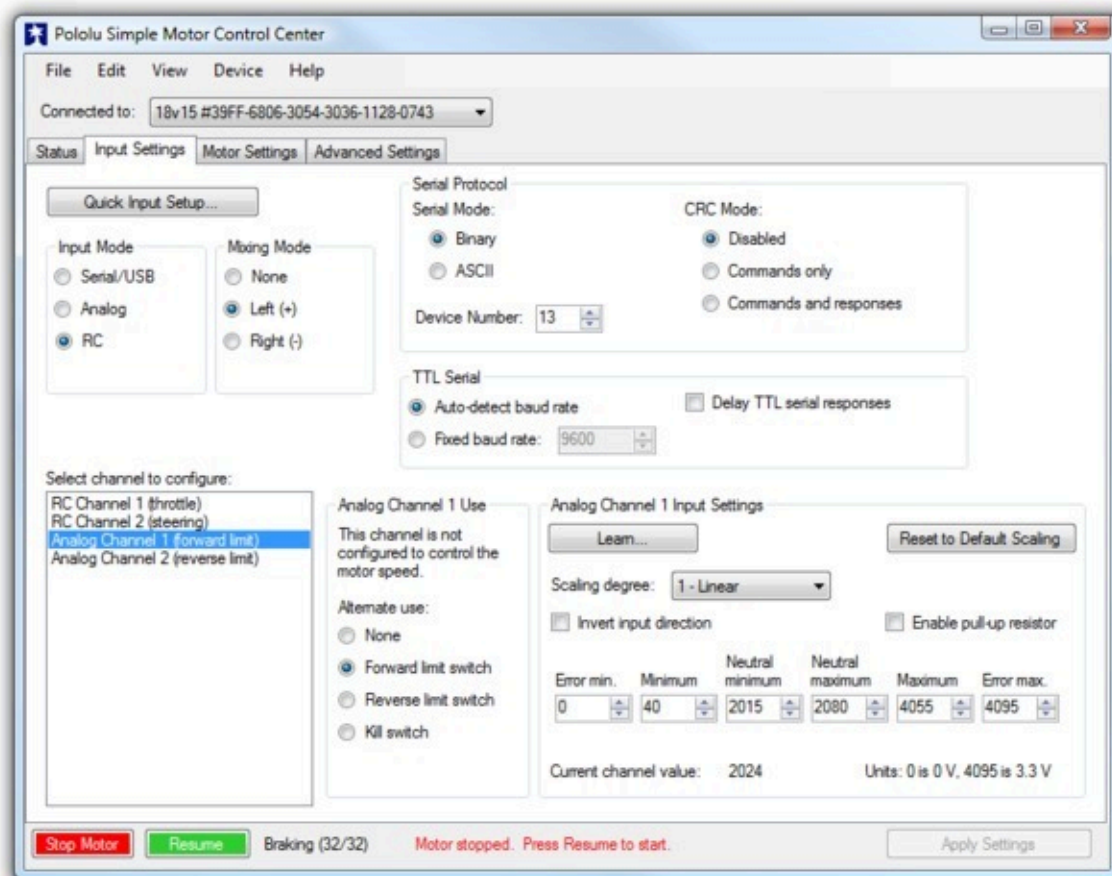 Pololu Simple Motor Control Center
File Edit View Device Help
Connected to: 18v15 #39FF-6806-3054-3036-1128-0743
Status Input Settings Motor Settings Advanced Settings
Quick Input Setup...
Input Mode
Serial/USB
Analog
RC
Mixing Mode
None
Left (+)
Right (-)
Serial Protocol
Serial Mode:
Binary
ASCII
CRC Mode:
Disabled
Commands only
Commands and responses
Device Number: 13
TTL Serial
Auto-detect baud rate
Delay TTL serial responses
Fixed baud rate: 9600
Select channel to configure:
RC Channel 1 (throttle)
RC Channel 2 (steering)
Analog Channel 1 (forward limit)
Analog Channel 2 (reverse limit)
Analog Channel 1 Use
This channel is not
configured to control the
motor speed.
Alternate use:
None
Forward limit switch
Reverse limit switch
Kill switch
Analog Channel 1 Input Settings
Learn... Reset to Default Scaling
Scaling degree: 1 - Linear
Invert input direction Enable pull-up resistor
Error min. Minimum Neutral minimum Neutral maximum Maximum Error max.
0 40 2015 2080 4055 4095
Current channel value: 2024 Units: 0 is 0 V, 4095 is 3.3 V
Stop Motor Resume Braking (32/32) Motor stopped. Press Resume to start. Apply Settings